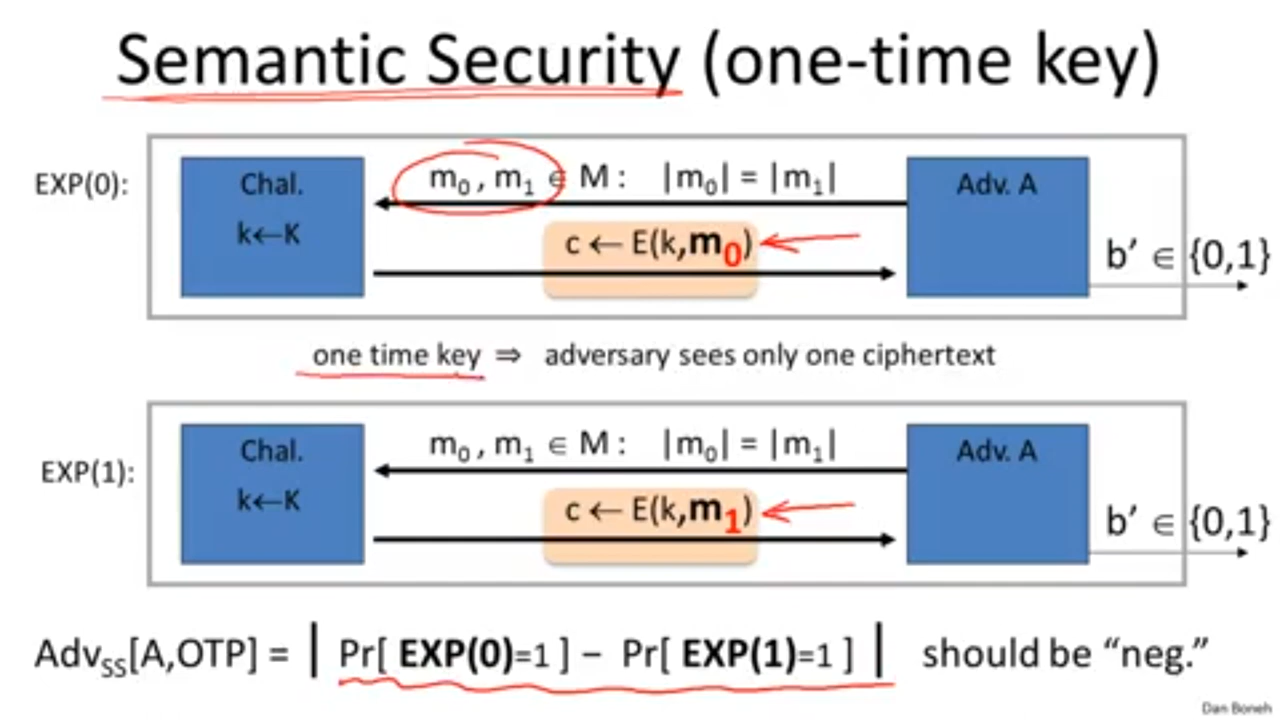 Semantic Security (one-time key)
EXP(0):
Chal.
k←K
m₀ , m₁ ∈ M : |m₀| = |m₁|
c ← E(k,m₀)
Adv. A
b′ ∈ {0,1}
one time key ⇒ adversary sees only one ciphertext
EXP(1):
Chal.
k←K
m₀ , m₁ ∈ M : |m₀| = |m₁|
c ← E(k,m₁)
Adv. A
b′ ∈ {0,1}
Adv_SS[A,OTP] = | Pr[ EXP(0)=1 ] − Pr[ EXP(1)=1 ] | should be “neg.”
Dan Boneh